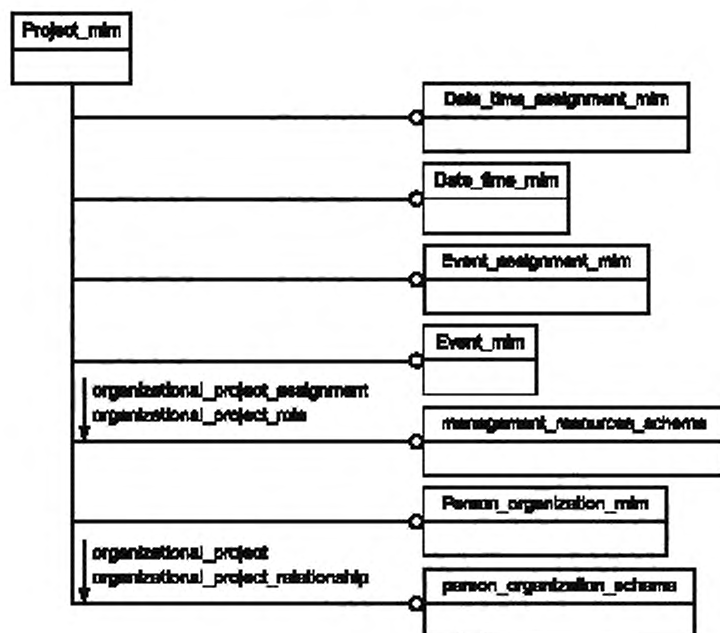 Project_mim
Date_time_assignment_mim
Date_time_mim
Event_assignment_mim
Event_mim
organizational_project_assignment
organizational_project_role
management_resources_schema
Person_organization_mim
organizational_project
organizational_project_relationship
person_organization_schema